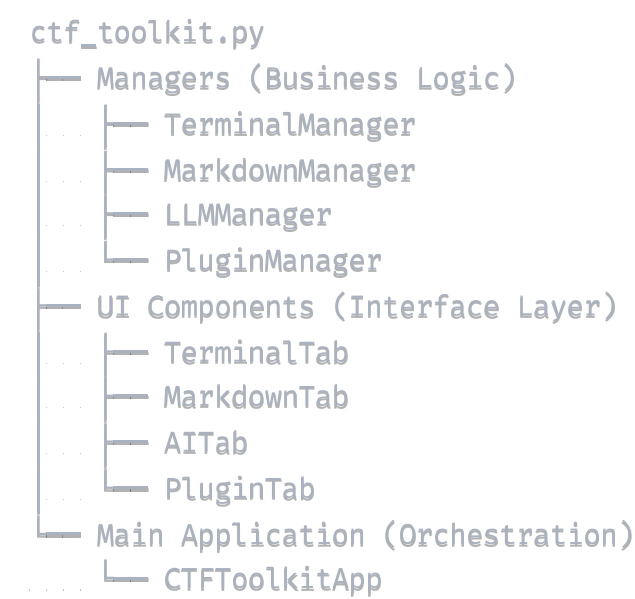 ctf_toolkit.py
├── Managers (Business Logic)
│   ├── TerminalManager
│   ├── MarkdownManager
│   ├── LLMManager
│   └── PluginManager
├── UI Components (Interface Layer)
│   ├── TerminalTab
│   ├── MarkdownTab
│   ├── AITab
│   └── PluginTab
└── Main Application (Orchestration)
    └── CTFToolkitApp